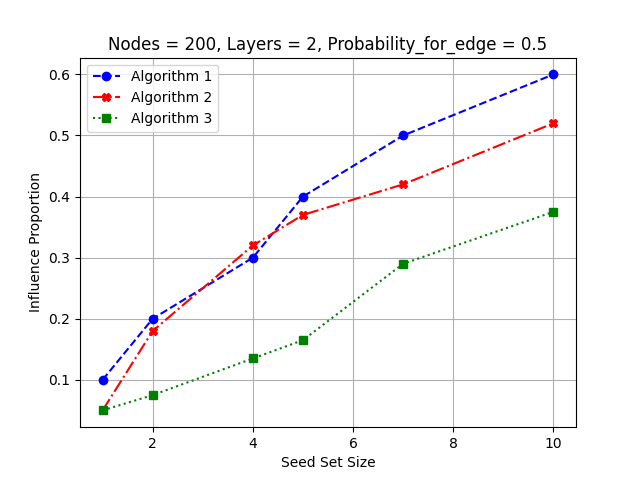 Nodes = 200, Layers = 2, Probability_for_edge = 0.5
Algorithm 1
Algorithm 2
Algorithm 3
0.6
0.5
0.4
0.3
0.2
0.1
Influence Proportion
2 4 6 8 10
Seed Set Size